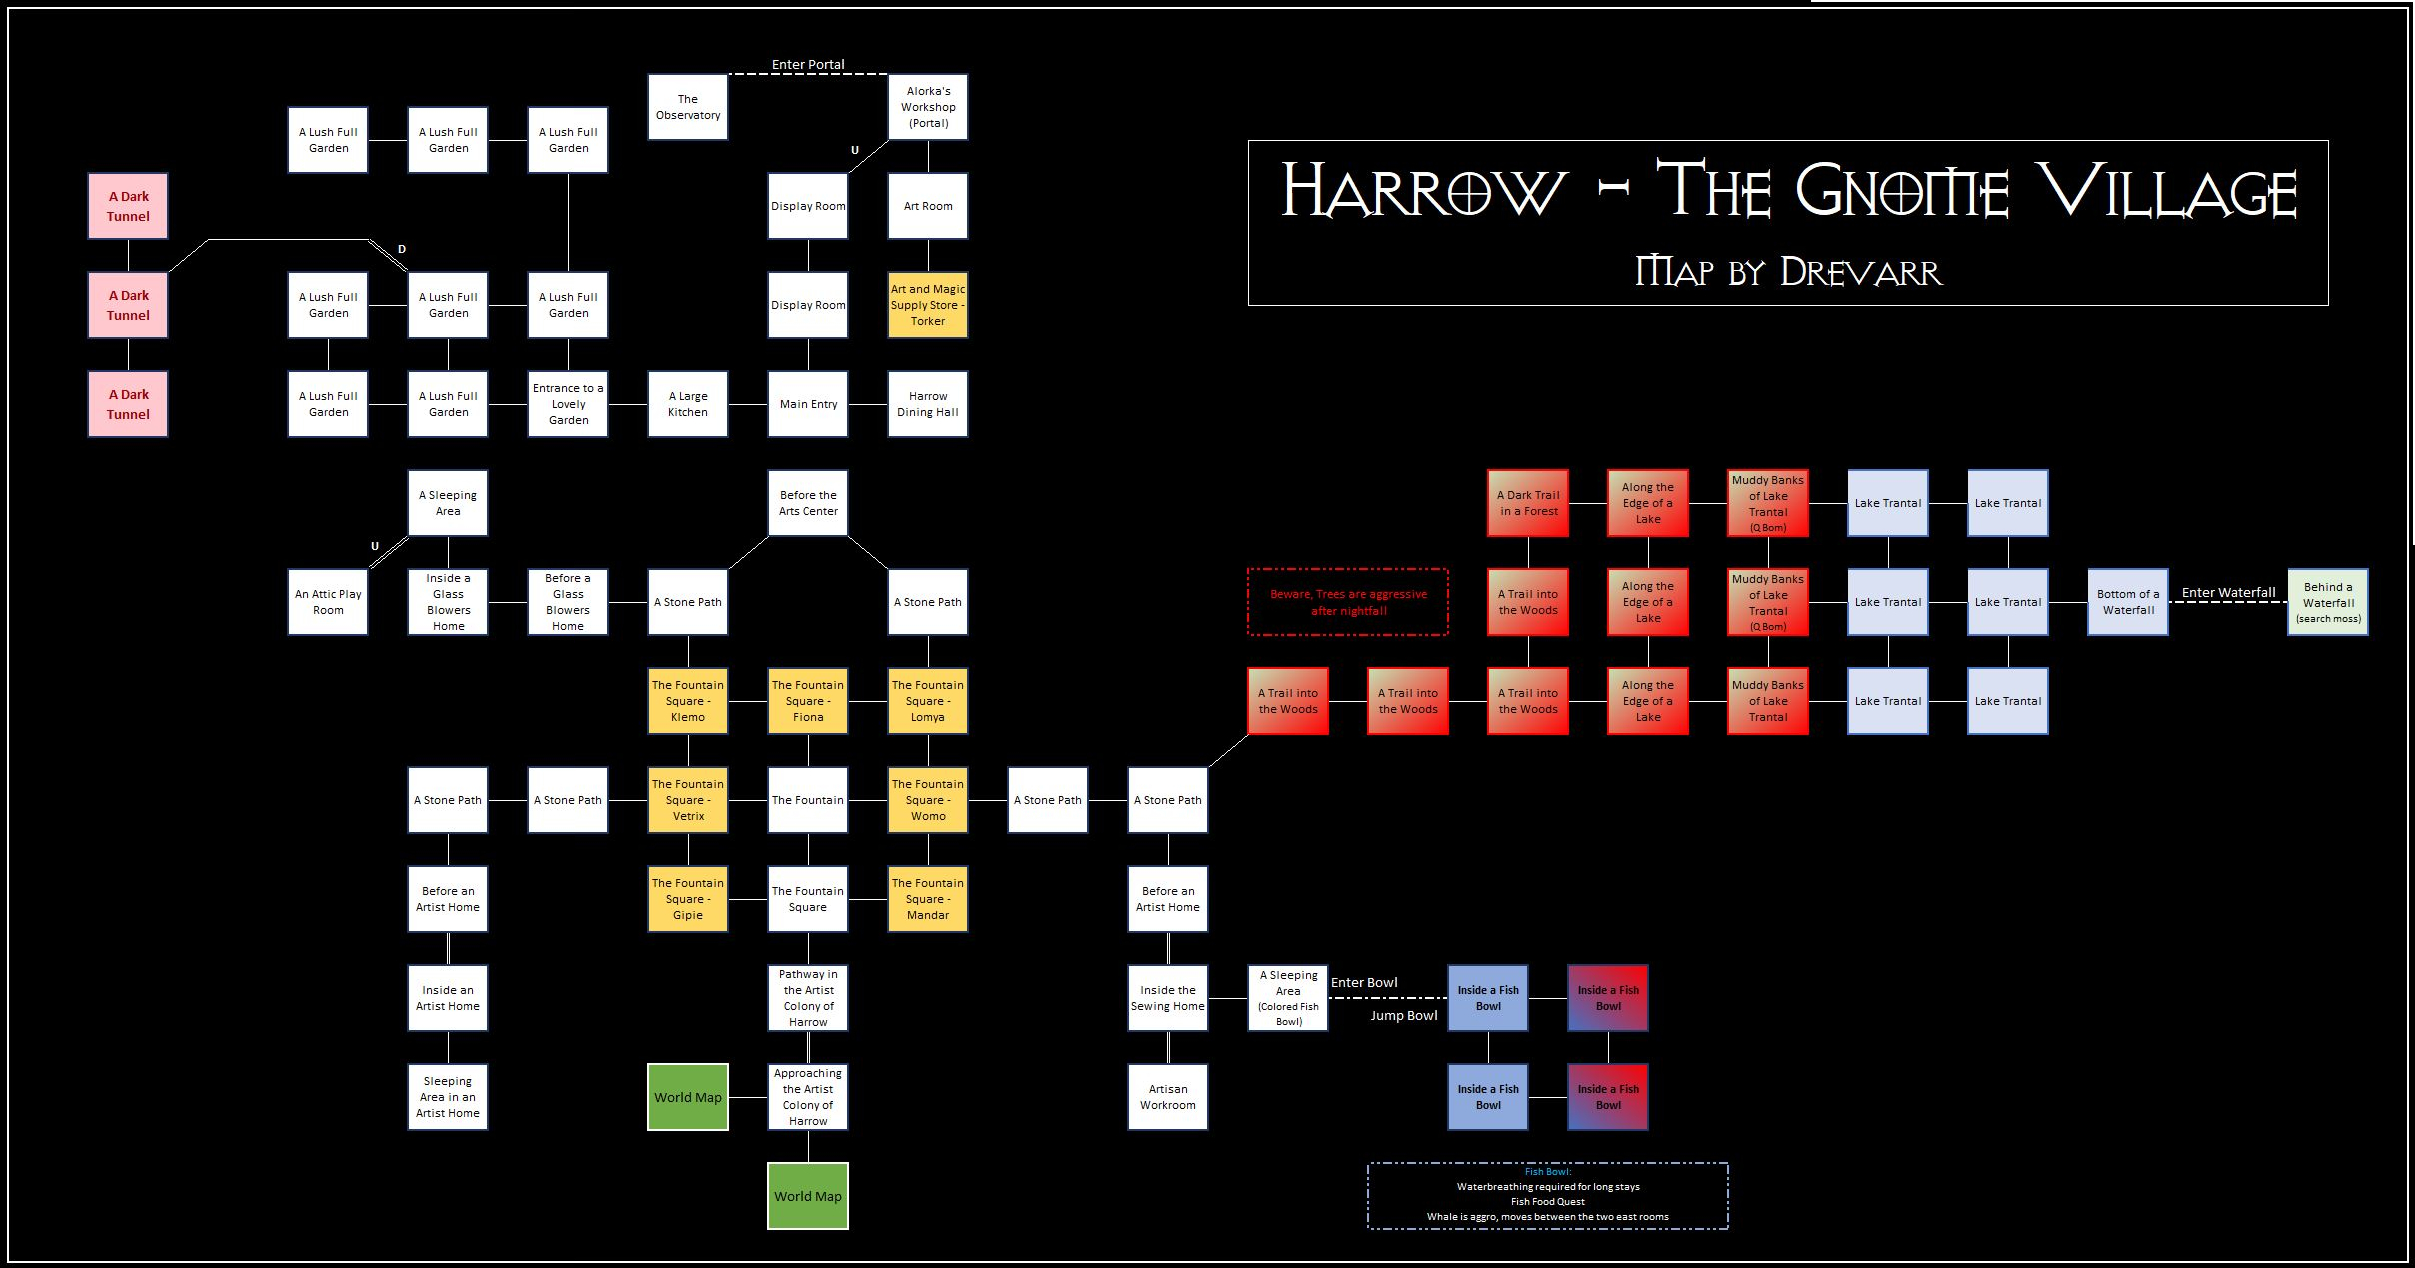 Enter Portal
The
Observatory
Alorka's
Workshop
(Portal)
A Lush Full
Garden
A Lush Full
Garden
A Lush Full
Garden
U
HARROW - THE GNOME VILLAGE
MAP BY DREVARR
A Dark
Tunnel
Display Room
Art Room
D
A Dark
Tunnel
A Lush Full
Garden
A Lush Full
Garden
A Lush Full
Garden
Display Room
Art and Magic
Supply Store -
Torker
A Dark
Tunnel
A Lush Full
Garden
A Lush Full
Garden
Entrance to a
Lovely
Garden
A Large
Kitchen
Main Entry
Harrow
Dining Hall
A Sleeping
Area
Before the
Arts Center
A Dark Trail
in a Forest
Along the
Edge of a
Lake
Muddy Banks
of Lake
Trantal
(Q Bom)
Lake Trantal
Lake Trantal
U
An Attic Play
Room
Inside a
Glass
Blowers
Home
Before a
Glass
Blowers
Home
A Stone Path
A Stone Path
Beware, Trees are aggressive
after nightfall
A Trail into
the Woods
Along the
Edge of a
Lake
Muddy Banks
of Lake
Trantal
(Q Bom)
Lake Trantal
Lake Trantal
Bottom of a
Waterfall
Enter Waterfall
Behind a
Waterfall
(search moss)
The Fountain
Square -
Klemo
The Fountain
Square -
Fiona
The Fountain
Square -
Lomya
A Trail into
the Woods
A Trail into
the Woods
A Trail into
the Woods
Along the
Edge of a
Lake
Muddy Banks
of Lake
Trantal
Lake Trantal
Lake Trantal
A Stone Path
A Stone Path
The Fountain
Square -
Vetrix
The Fountain
The Fountain
Square -
Womo
A Stone Path
A Stone Path
Before an
Artist Home
The Fountain
Square -
Gipie
The Fountain
Square
The Fountain
Square -
Mandar
Before an
Artist Home
Inside an
Artist Home
Pathway in
the Artist
Colony of
Harrow
Inside the
Sewing Home
A Sleeping
Area
(Colored Fish
Bowl)
Enter Bowl
Jump Bowl
Inside a Fish
Bowl
Inside a Fish
Bowl
Sleeping
Area in an
Artist Home
World Map
Approaching
the Artist
Colony of
Harrow
Artisan
Workroom
Inside a Fish
Bowl
Inside a Fish
Bowl
World Map
Fish Bowl:
Waterbreathing required for long stays
Fish Food Quest
Whale is aggro, moves between the two east rooms